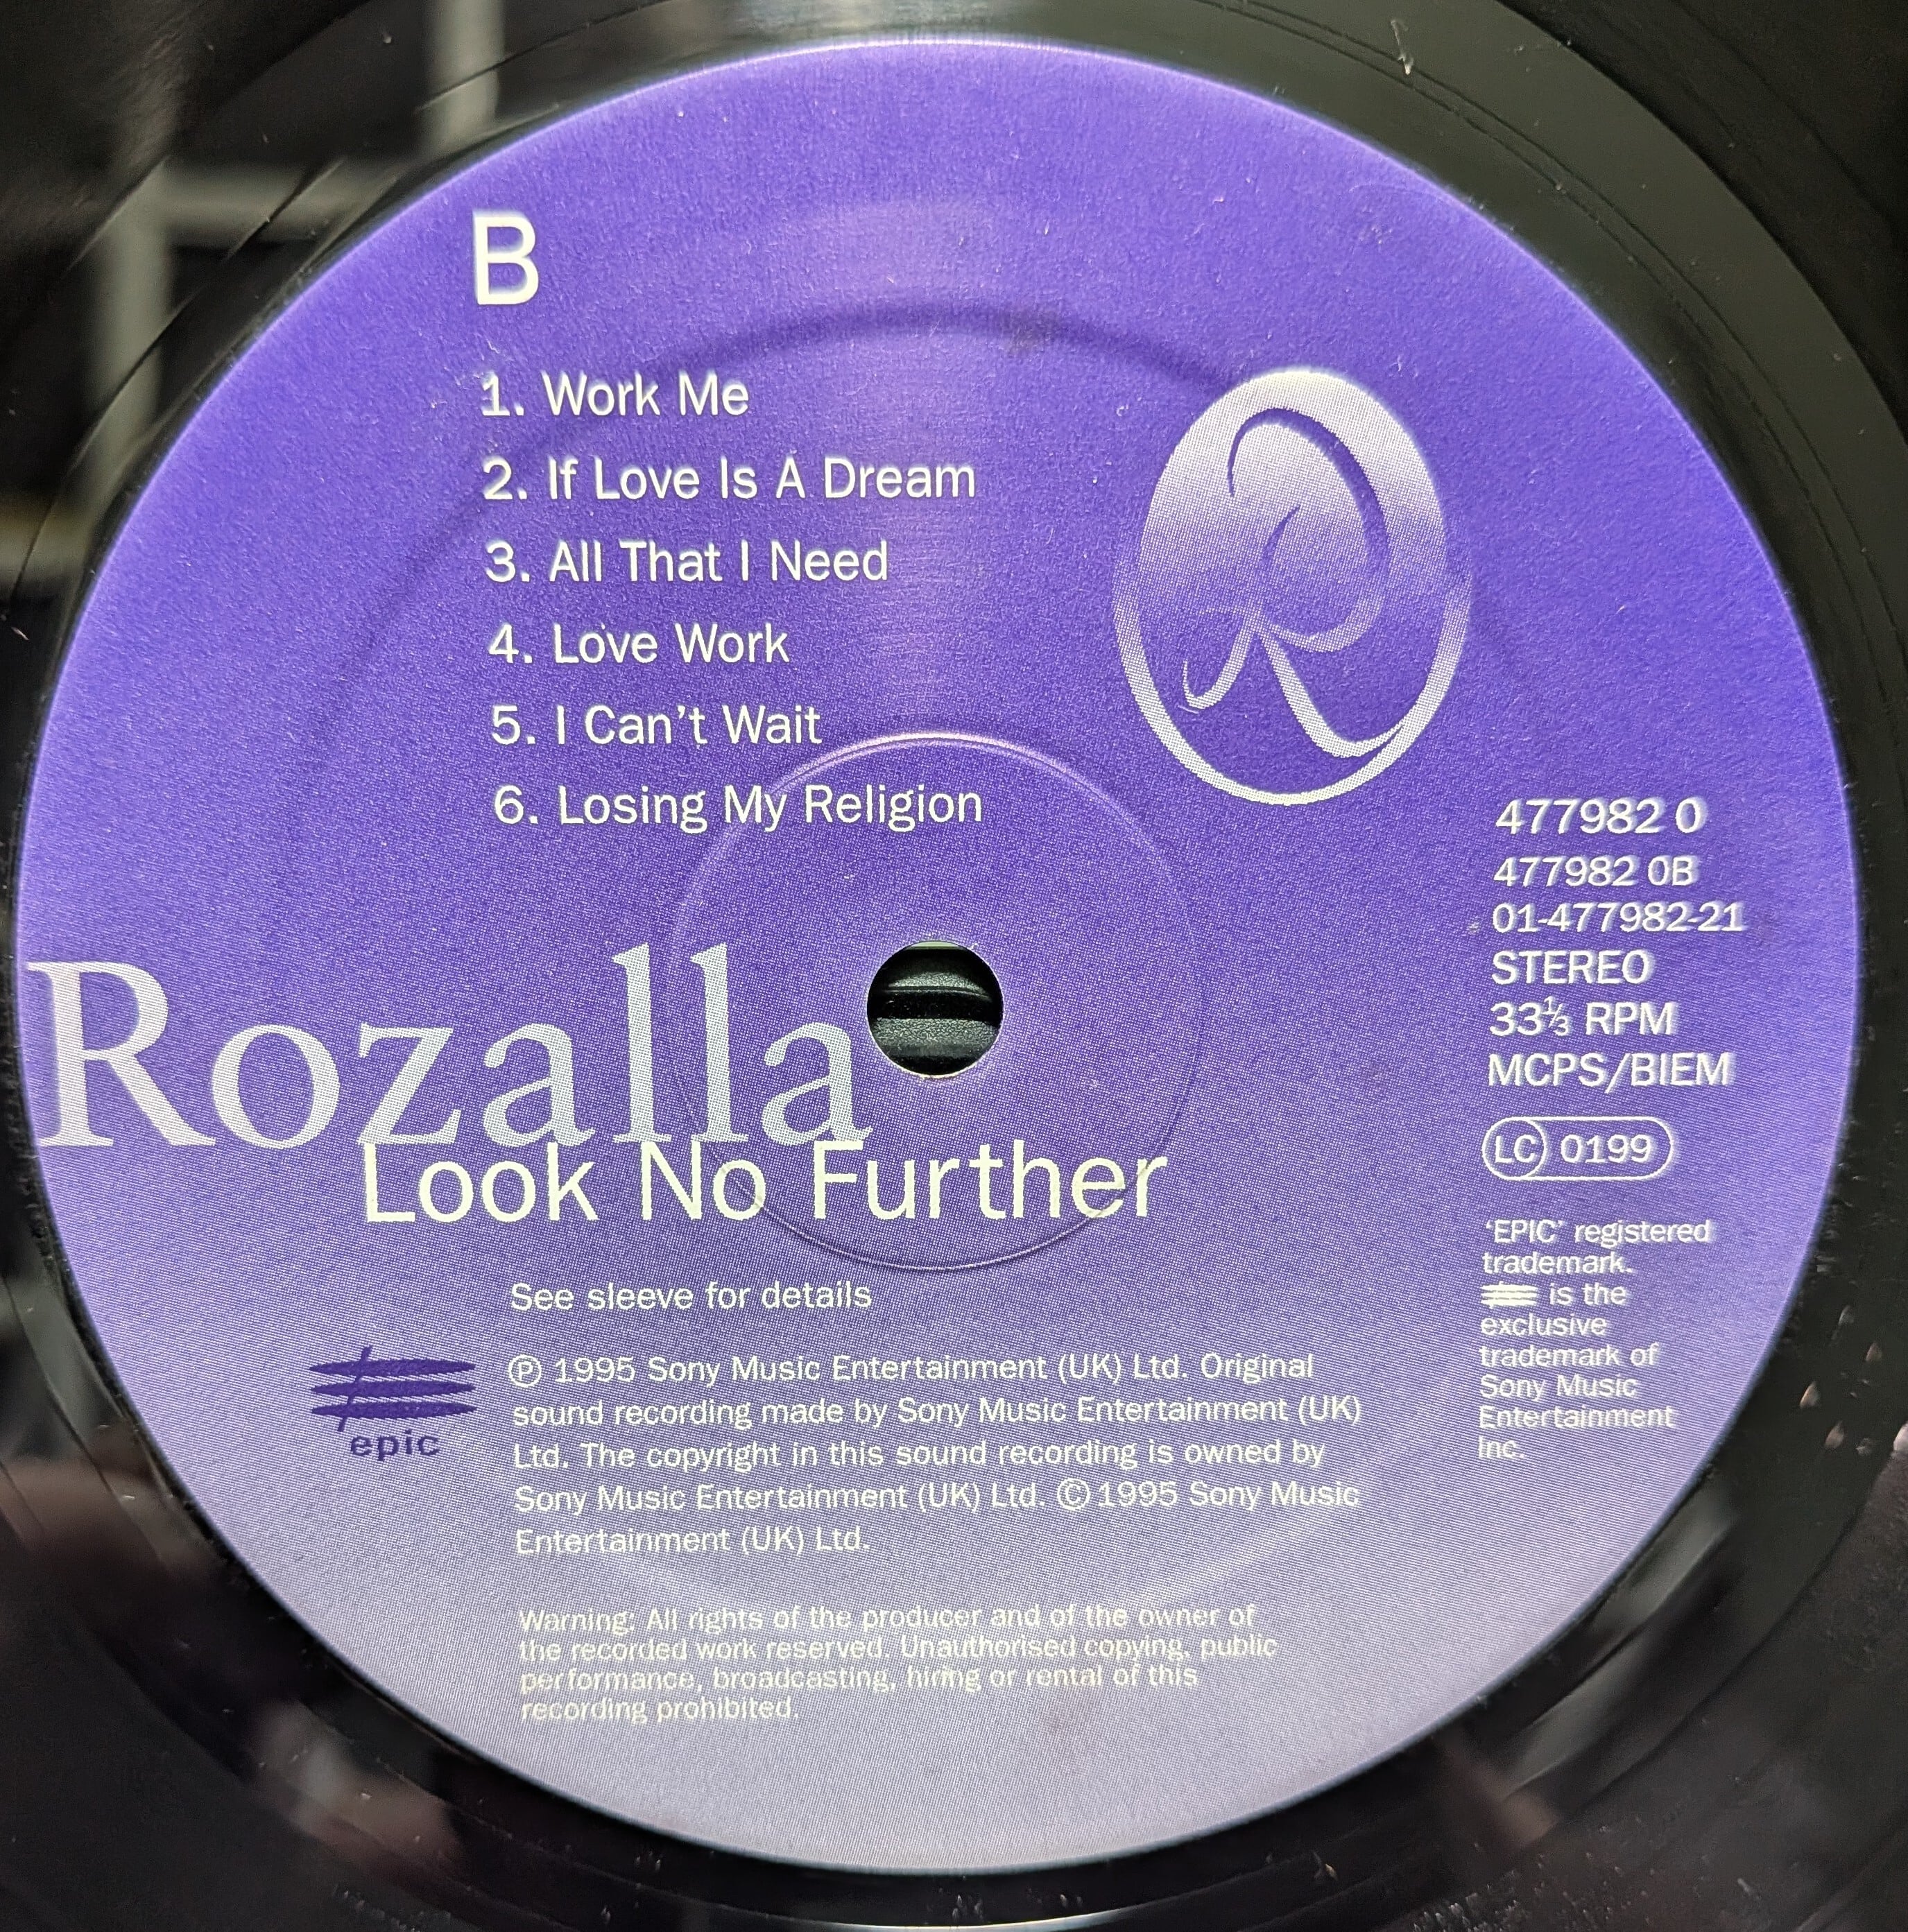 B
1. Work Me
2. If Love Is A Dream
3. All That I Need
4. Love Work
5. I Can't Wait
6. Losing My Religion
R
477982 0
477982 0B
01-477982-21
STEREO
33⅓ RPM
MCPS/BIEM
LC 0199
Rozalla
Look No Further
'EPIC' registered
trademark.
is the
exclusive
trademark of
Sony Music
Entertainment
Inc.
See sleeve for details
epic
Ⓟ 1995 Sony Music Entertainment (UK) Ltd. Original
sound recording made by Sony Music Entertainment (UK)
Ltd. The copyright in this sound recording is owned by
Sony Music Entertainment (UK) Ltd. © 1995 Sony Music
Entertainment (UK) Ltd.
Warning: All rights of the producer and of the owner of
the recorded work reserved. Unauthorised copying, public
performance, broadcasting, hiring or rental of this
recording prohibited.